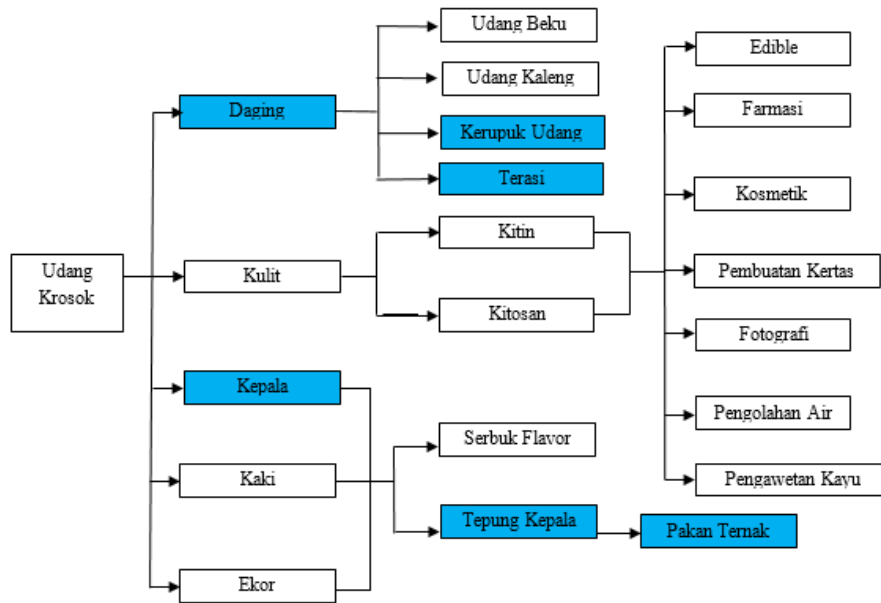 Udang
Krosok
Daging
Kulit
Kepala
Kaki
Ekor
Udang Beku
Udang Kaleng
Kerupuk Udang
Terasi
Kitin
Kitosan
Serbuk Flavor
Tepung Kepala
Pakan Ternak
Edible
Farmasi
Kosmetik
Pembuatan Kertas
Fotografi
Pengolahan Air
Pengawetan Kayu